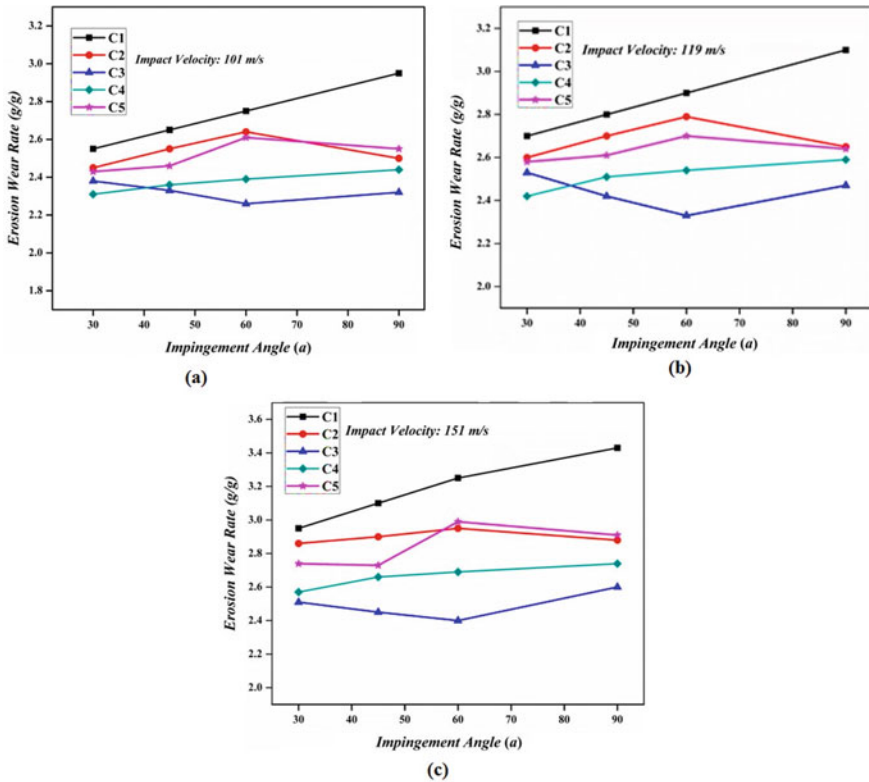 3.2
3.0
2.8
2.6
2.4
2.2
2.0
1.8
Erosion Wear Rate (g/g)
C1
C2
C3
C4
C5
Impact Velocity: 101 m/s
30 40 50 60 70 80 90
Impingement Angle (a)
(a)
3.2
3.0
2.8
2.6
2.4
2.2
2.0
Erosion Wear Rate (g/g)
C1
C2
C3
C4
C5
Impact Velocity: 119 m/s
30 40 50 60 70 80 90
Impingement Angle (a)
(b)
3.6
3.4
3.2
3.0
2.8
2.6
2.4
2.2
2.0
Erosion Wear Rate (g/g)
C1
C2
C3
C4
C5
Impact Velocity: 151 m/s
30 40 50 60 70 80 90
Impingement Angle (a)
(c)